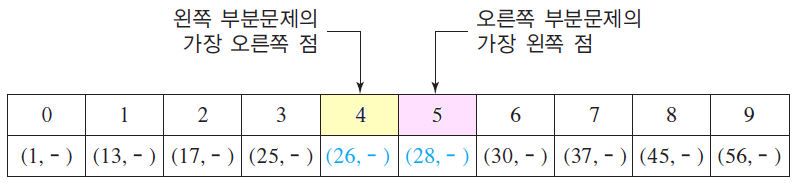 왼쪽 부분문제의
가장 오른쪽 점
오른쪽 부분문제의
가장 왼쪽 점
0 1 2 3 4 5 6 7 8 9
(1, - ) (13, - ) (17, - ) (25, - ) (26, - ) (28, - ) (30, - ) (37, - ) (45, - ) (56, - )